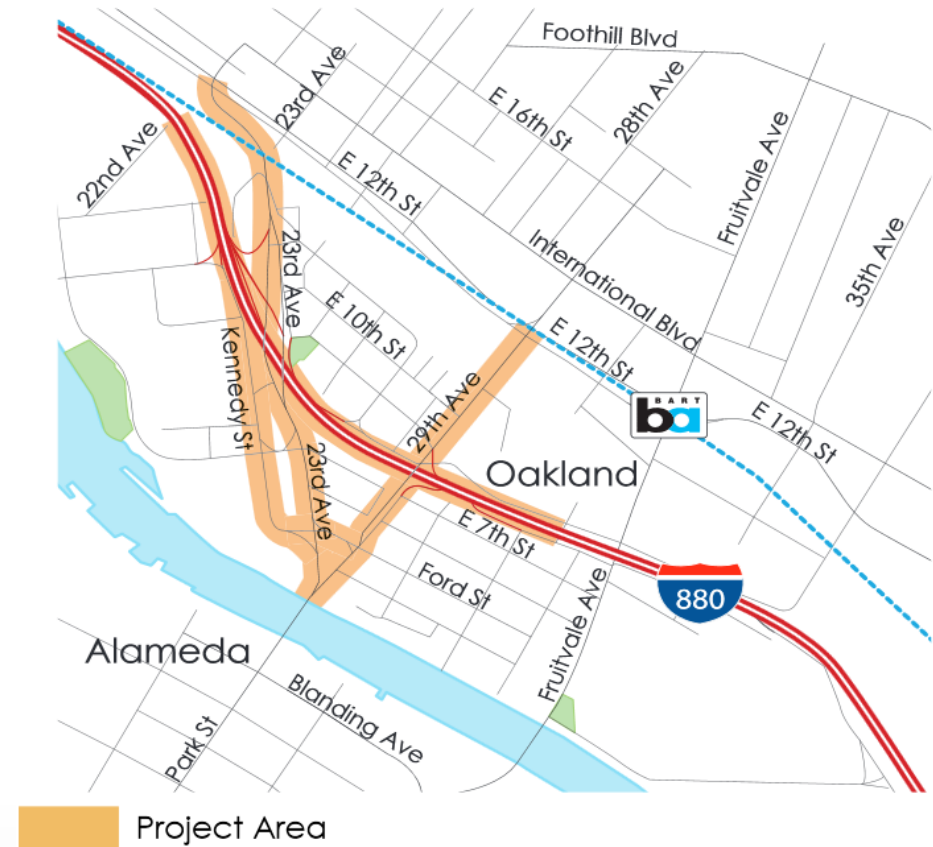 Foothill Blvd
23rd Ave
28th Ave
E 16th St
Fruitvale Ave
22nd Ave
E 12th St
35th Ave
International Blvd
23rd Ave
E 10th St
E 12th St
Kennedy St
29th Ave
BART
ba
E 12th St
23rd Ave
Oakland
E 7th St
Ford St
880
Fruitvale Ave
Alameda
Blanding Ave
Park St
Project Area